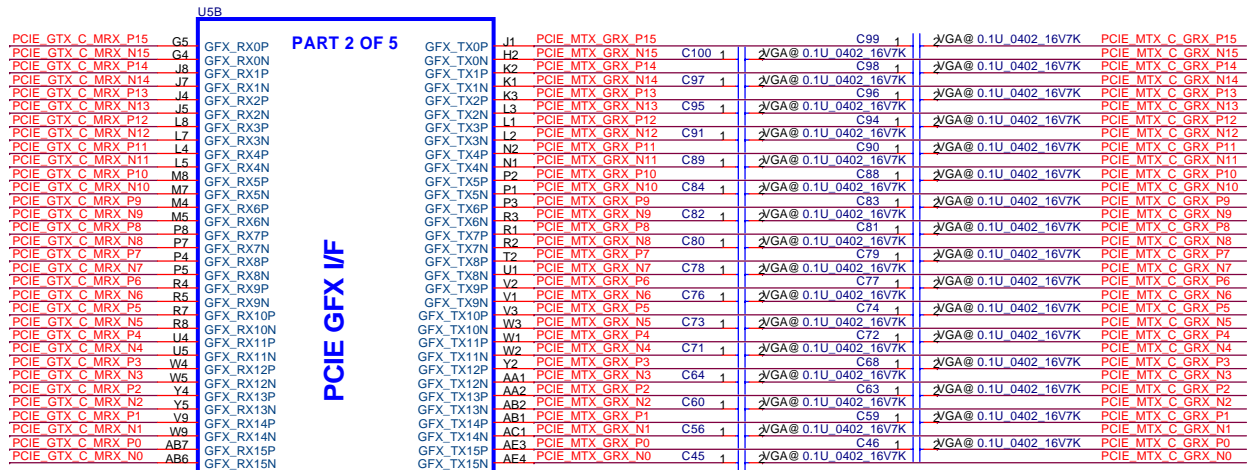 U5B
PART 2 OF 5
PCIE_GTX_C_MRX_P15 G5 GFX_RX0P GFX_TX0P J1 PCIE_MTX_GRX_P15 C99 1 2 VGA@ 0.1U_0402_16V7K PCIE_MTX_C_GRX_P15
PCIE_GTX_C_MRX_N15 G4 GFX_RX0N GFX_TX0N H2 PCIE_MTX_GRX_N15 C100 1 2 VGA@ 0.1U_0402_16V7K PCIE_MTX_C_GRX_N15
PCIE_GTX_C_MRX_P14 J8 GFX_RX1P GFX_TX1P K2 PCIE_MTX_GRX_P14 C98 1 2 VGA@ 0.1U_0402_16V7K PCIE_MTX_C_GRX_P14
PCIE_GTX_C_MRX_N14 J7 GFX_RX1N GFX_TX1N K1 PCIE_MTX_GRX_N14 C97 1 2 VGA@ 0.1U_0402_16V7K PCIE_MTX_C_GRX_N14
PCIE_GTX_C_MRX_P13 J4 GFX_RX2P GFX_TX2P K3 PCIE_MTX_GRX_P13 C96 1 2 VGA@ 0.1U_0402_16V7K PCIE_MTX_C_GRX_P13
PCIE_GTX_C_MRX_N13 J5 GFX_RX2N GFX_TX2N L3 PCIE_MTX_GRX_N13 C95 1 2 VGA@ 0.1U_0402_16V7K PCIE_MTX_C_GRX_N13
PCIE_GTX_C_MRX_P12 L8 GFX_RX3P GFX_TX3P L1 PCIE_MTX_GRX_P12 C94 1 2 VGA@ 0.1U_0402_16V7K PCIE_MTX_C_GRX_P12
PCIE_GTX_C_MRX_N12 L7 GFX_RX3N GFX_TX3N L2 PCIE_MTX_GRX_N12 C91 1 2 VGA@ 0.1U_0402_16V7K PCIE_MTX_C_GRX_N12
PCIE_GTX_C_MRX_P11 L4 GFX_RX4P GFX_TX4P N2 PCIE_MTX_GRX_P11 C90 1 2 VGA@ 0.1U_0402_16V7K PCIE_MTX_C_GRX_P11
PCIE_GTX_C_MRX_N11 L5 GFX_RX4N GFX_TX4N N1 PCIE_MTX_GRX_N11 C89 1 2 VGA@ 0.1U_0402_16V7K PCIE_MTX_C_GRX_N11
PCIE_GTX_C_MRX_P10 M8 GFX_RX5P GFX_TX5P P2 PCIE_MTX_GRX_P10 C88 1 2 VGA@ 0.1U_0402_16V7K PCIE_MTX_C_GRX_P10
PCIE_GTX_C_MRX_N10 M7 GFX_RX5N GFX_TX5N P1 PCIE_MTX_GRX_N10 C84 1 2 VGA@ 0.1U_0402_16V7K PCIE_MTX_C_GRX_N10
PCIE_GTX_C_MRX_P9 M4 GFX_RX6P GFX_TX6P P3 PCIE_MTX_GRX_P9 C83 1 2 VGA@ 0.1U_0402_16V7K PCIE_MTX_C_GRX_P9
PCIE_GTX_C_MRX_N9 M5 GFX_RX6N GFX_TX6N R3 PCIE_MTX_GRX_N9 C82 1 2 VGA@ 0.1U_0402_16V7K PCIE_MTX_C_GRX_N9
PCIE_GTX_C_MRX_P8 P8 GFX_RX7P GFX_TX7P R1 PCIE_MTX_GRX_P8 C81 1 2 VGA@ 0.1U_0402_16V7K PCIE_MTX_C_GRX_P8
PCIE_GTX_C_MRX_N8 P7 GFX_RX7N GFX_TX7N R2 PCIE_MTX_GRX_N8 C80 1 2 VGA@ 0.1U_0402_16V7K PCIE_MTX_C_GRX_N8
PCIE_GTX_C_MRX_P7 P4 GFX_RX8P GFX_TX8P T2 PCIE_MTX_GRX_P7 C79 1 2 VGA@ 0.1U_0402_16V7K PCIE_MTX_C_GRX_P7
PCIE_GTX_C_MRX_N7 P5 GFX_RX8N GFX_TX8N U1 PCIE_MTX_GRX_N7 C78 1 2 VGA@ 0.1U_0402_16V7K PCIE_MTX_C_GRX_N7
PCIE_GTX_C_MRX_P6 R4 GFX_RX9P GFX_TX9P V2 PCIE_MTX_GRX_P6 C77 1 2 VGA@ 0.1U_0402_16V7K PCIE_MTX_C_GRX_P6
PCIE_GTX_C_MRX_N6 R5 GFX_RX9N GFX_TX9N V1 PCIE_MTX_GRX_N6 C76 1 2 VGA@ 0.1U_0402_16V7K PCIE_MTX_C_GRX_N6
PCIE_GTX_C_MRX_P5 R7 GFX_RX10P GFX_TX10P V3 PCIE_MTX_GRX_P5 C74 1 2 VGA@ 0.1U_0402_16V7K PCIE_MTX_C_GRX_P5
PCIE_GTX_C_MRX_N5 R8 GFX_RX10N GFX_TX10N W3 PCIE_MTX_GRX_N5 C73 1 2 VGA@ 0.1U_0402_16V7K PCIE_MTX_C_GRX_N5
PCIE_GTX_C_MRX_P4 U4 GFX_RX11P GFX_TX11P W1 PCIE_MTX_GRX_P4 C72 1 2 VGA@ 0.1U_0402_16V7K PCIE_MTX_C_GRX_P4
PCIE_GTX_C_MRX_N4 U5 GFX_RX11N GFX_TX11N W2 PCIE_MTX_GRX_N4 C71 1 2 VGA@ 0.1U_0402_16V7K PCIE_MTX_C_GRX_N4
PCIE_GTX_C_MRX_P3 W4 GFX_RX12P GFX_TX12P Y2 PCIE_MTX_GRX_P3 C68 1 2 VGA@ 0.1U_0402_16V7K PCIE_MTX_C_GRX_P3
PCIE_GTX_C_MRX_N3 W5 GFX_RX12N GFX_TX12N AA1 PCIE_MTX_GRX_N3 C64 1 2 VGA@ 0.1U_0402_16V7K PCIE_MTX_C_GRX_N3
PCIE_GTX_C_MRX_P2 Y4 GFX_RX13P GFX_TX13P AA2 PCIE_MTX_GRX_P2 C63 1 2 VGA@ 0.1U_0402_16V7K PCIE_MTX_C_GRX_P2
PCIE_GTX_C_MRX_N2 Y5 GFX_RX13N GFX_TX13N AB2 PCIE_MTX_GRX_N2 C60 1 2 VGA@ 0.1U_0402_16V7K PCIE_MTX_C_GRX_N2
PCIE_GTX_C_MRX_P1 V9 GFX_RX14P GFX_TX14P AB1 PCIE_MTX_GRX_P1 C59 1 2 VGA@ 0.1U_0402_16V7K PCIE_MTX_C_GRX_P1
PCIE_GTX_C_MRX_N1 W9 GFX_RX14N GFX_TX14N AC1 PCIE_MTX_GRX_N1 C56 1 2 VGA@ 0.1U_0402_16V7K PCIE_MTX_C_GRX_N1
PCIE_GTX_C_MRX_P0 AB7 GFX_RX15P GFX_TX15P AE3 PCIE_MTX_GRX_P0 C46 1 2 VGA@ 0.1U_0402_16V7K PCIE_MTX_C_GRX_P0
PCIE_GTX_C_MRX_N0 AB6 GFX_RX15N GFX_TX15N AE4 PCIE_MTX_GRX_N0 C45 1 2 VGA@ 0.1U_0402_16V7K PCIE_MTX_C_GRX_N0
PCIE GFX I/F